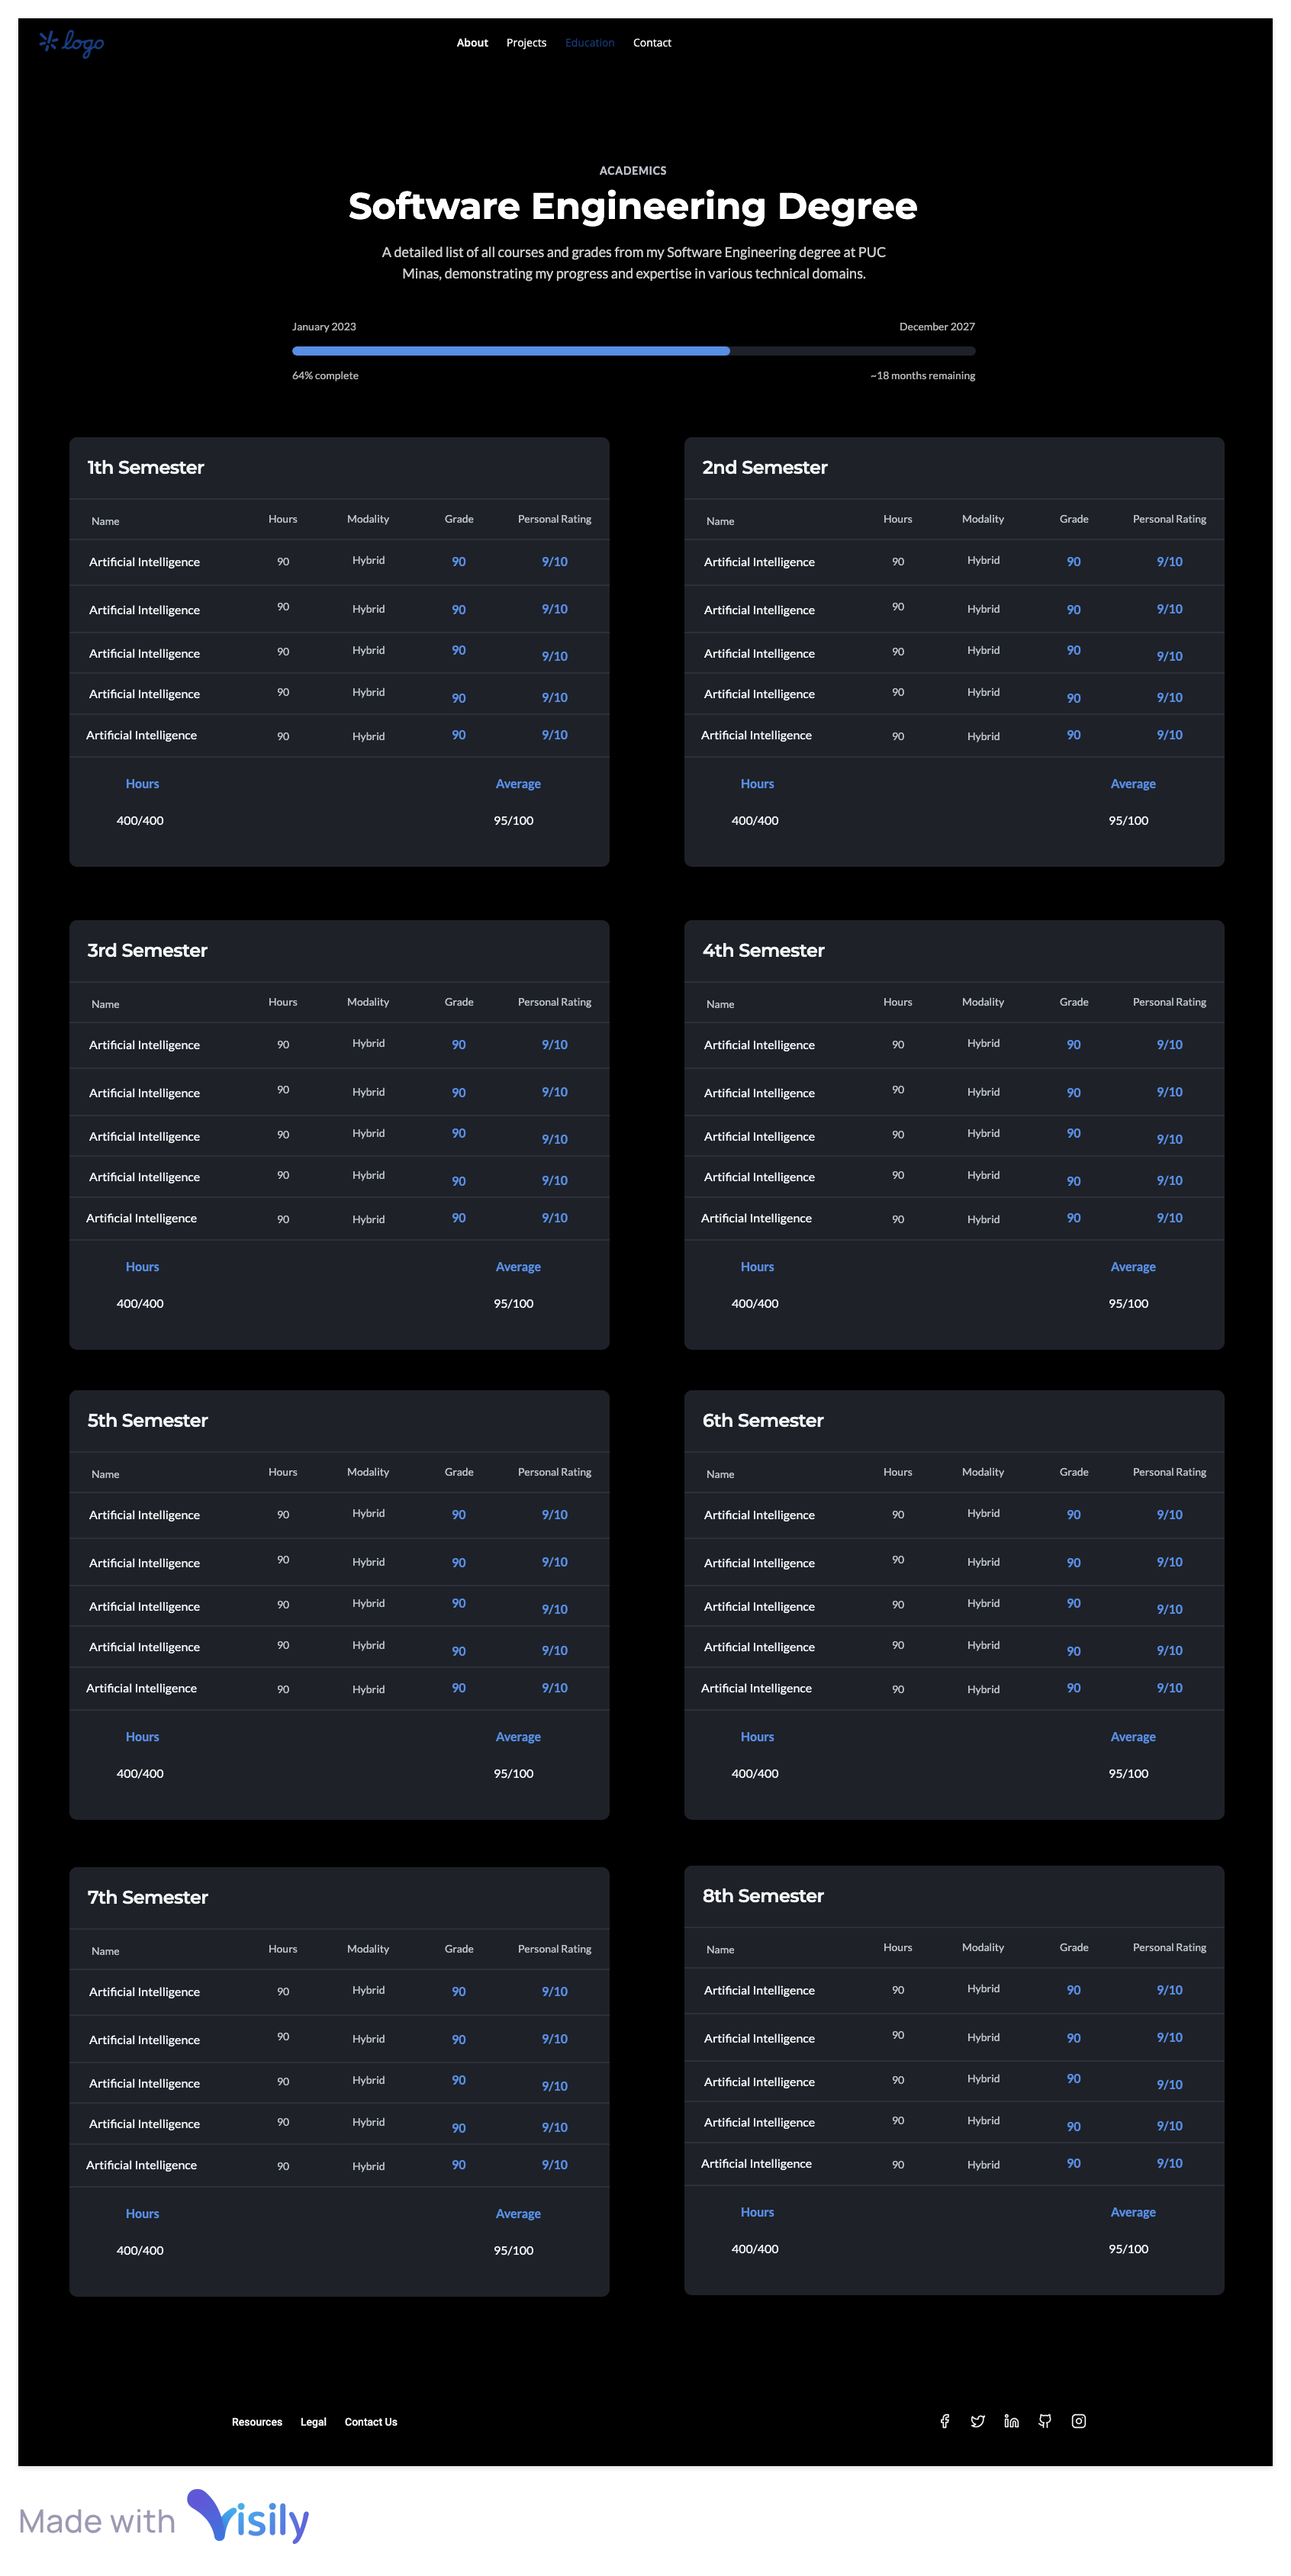 logo
About Projects Education Contact
ACADEMICS
Software Engineering Degree
A detailed list of all courses and grades from my Software Engineering degree at PUC
Minas, demonstrating my progress and expertise in various technical domains.
January 2023 December 2027
64% complete ~18 months remaining
1th Semester
Name Hours Modality Grade Personal Rating
Artificial Intelligence 90 Hybrid 90 9/10
Artificial Intelligence 90 Hybrid 90 9/10
Artificial Intelligence 90 Hybrid 90 9/10
Artificial Intelligence 90 Hybrid 90 9/10
Artificial Intelligence 90 Hybrid 90 9/10
Hours Average
400/400 95/100
2nd Semester
Name Hours Modality Grade Personal Rating
Artificial Intelligence 90 Hybrid 90 9/10
Artificial Intelligence 90 Hybrid 90 9/10
Artificial Intelligence 90 Hybrid 90 9/10
Artificial Intelligence 90 Hybrid 90 9/10
Artificial Intelligence 90 Hybrid 90 9/10
Hours Average
400/400 95/100
3rd Semester
Name Hours Modality Grade Personal Rating
Artificial Intelligence 90 Hybrid 90 9/10
Artificial Intelligence 90 Hybrid 90 9/10
Artificial Intelligence 90 Hybrid 90 9/10
Artificial Intelligence 90 Hybrid 90 9/10
Artificial Intelligence 90 Hybrid 90 9/10
Hours Average
400/400 95/100
4th Semester
Name Hours Modality Grade Personal Rating
Artificial Intelligence 90 Hybrid 90 9/10
Artificial Intelligence 90 Hybrid 90 9/10
Artificial Intelligence 90 Hybrid 90 9/10
Artificial Intelligence 90 Hybrid 90 9/10
Artificial Intelligence 90 Hybrid 90 9/10
Hours Average
400/400 95/100
5th Semester
Name Hours Modality Grade Personal Rating
Artificial Intelligence 90 Hybrid 90 9/10
Artificial Intelligence 90 Hybrid 90 9/10
Artificial Intelligence 90 Hybrid 90 9/10
Artificial Intelligence 90 Hybrid 90 9/10
Artificial Intelligence 90 Hybrid 90 9/10
Hours Average
400/400 95/100
6th Semester
Name Hours Modality Grade Personal Rating
Artificial Intelligence 90 Hybrid 90 9/10
Artificial Intelligence 90 Hybrid 90 9/10
Artificial Intelligence 90 Hybrid 90 9/10
Artificial Intelligence 90 Hybrid 90 9/10
Artificial Intelligence 90 Hybrid 90 9/10
Hours Average
400/400 95/100
7th Semester
Name Hours Modality Grade Personal Rating
Artificial Intelligence 90 Hybrid 90 9/10
Artificial Intelligence 90 Hybrid 90 9/10
Artificial Intelligence 90 Hybrid 90 9/10
Artificial Intelligence 90 Hybrid 90 9/10
Artificial Intelligence 90 Hybrid 90 9/10
Hours Average
400/400 95/100
8th Semester
Name Hours Modality Grade Personal Rating
Artificial Intelligence 90 Hybrid 90 9/10
Artificial Intelligence 90 Hybrid 90 9/10
Artificial Intelligence 90 Hybrid 90 9/10
Artificial Intelligence 90 Hybrid 90 9/10
Artificial Intelligence 90 Hybrid 90 9/10
Hours Average
400/400 95/100
Resources Legal Contact Us
Made with Visily